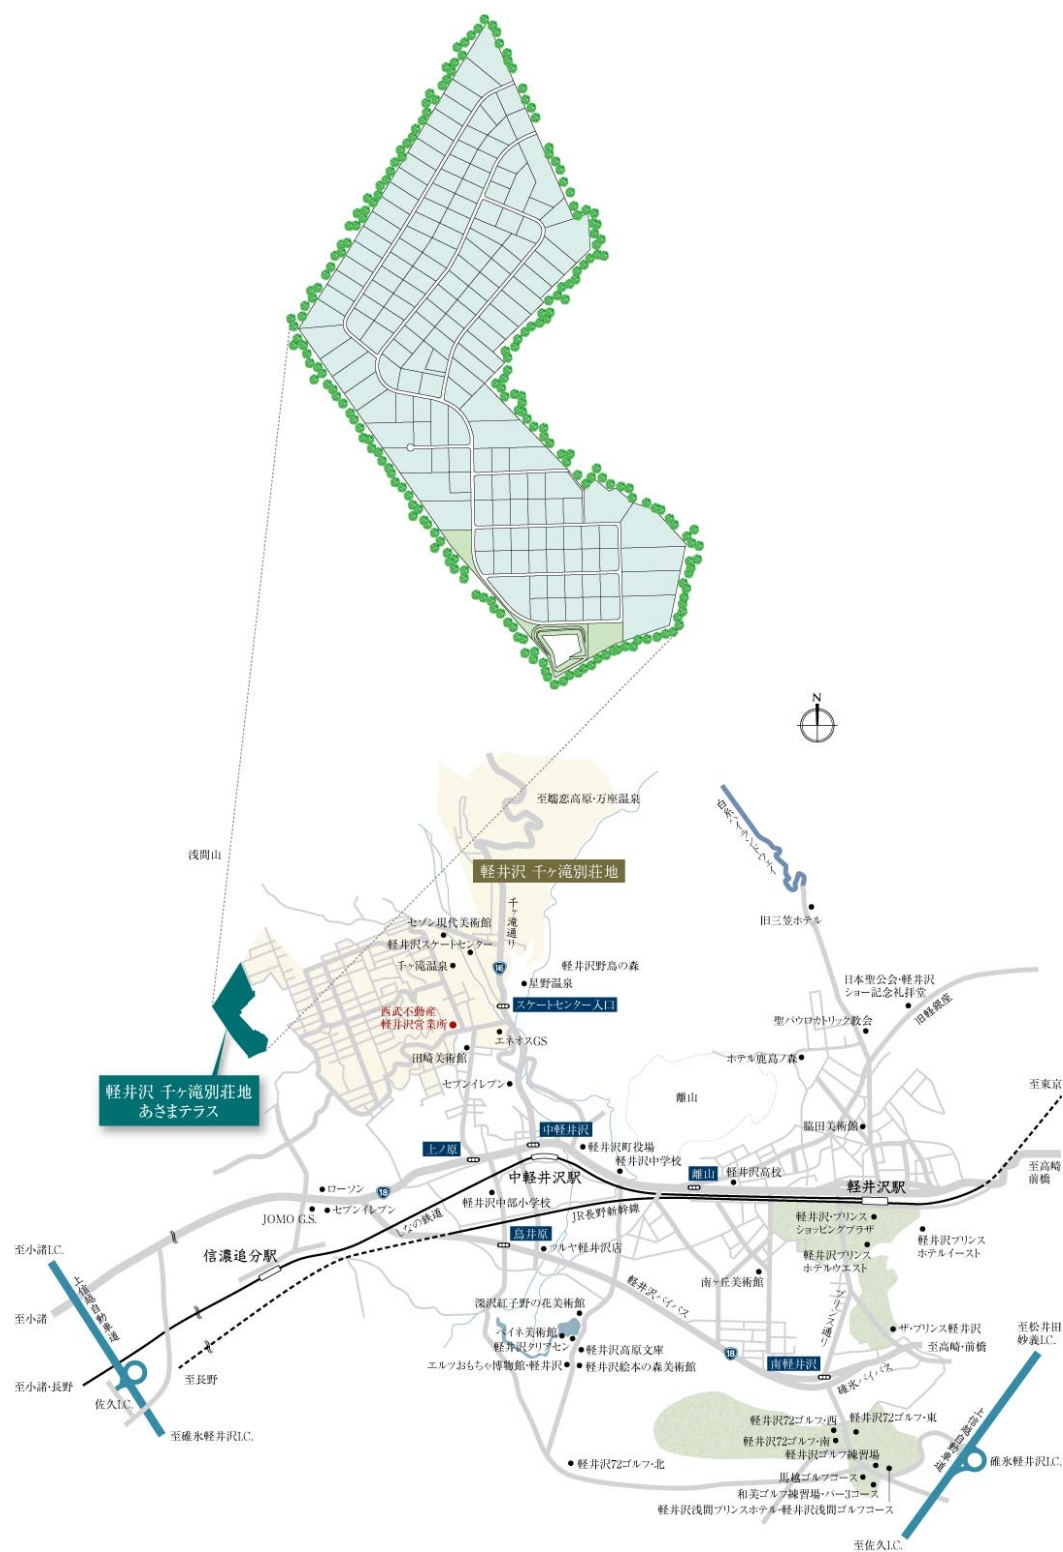 N
至嬬恋高原・万座温泉
白糸ハイランドウェイ
浅間山
軽井沢 千ヶ滝別荘地
千ヶ滝通り
旧三笠ホテル
セゾン現代美術館
軽井沢スケートセンター
千ヶ滝温泉
146
軽井沢野鳥の森
星野温泉
日本聖公会・軽井沢
ショー記念礼拝堂
旧軽銀座
スケートセンター入口
西武不動産
軽井沢営業所
聖パウロカトリック教会
エネオスGS
田崎美術館
ホテル鹿島ノ森
セブンイレブン
軽井沢 千ヶ滝別荘地
あさまテラス
離山
至東京
脇田美術館
中軽井沢
上ノ原
軽井沢町役場
軽井沢中学校
中軽井沢駅
離山
軽井沢高校
軽井沢駅
至高崎
前橋
ローソン
18
軽井沢中部小学校
JOMO G.S.
セブンイレブン
しなの鉄道
JR長野新幹線
軽井沢・プリンス
ショッピングプラザ
軽井沢プリンス
ホテルイースト
鳥井原
ツルヤ軽井沢店
軽井沢プリンス
ホテルウエスト
至小諸I.C.
信濃追分駅
上信越自動車道
軽井沢バイパス
南ヶ丘美術館
プリンス通り
深沢紅子野の花美術館
至小諸
ペイネ美術館
軽井沢タリアセン
軽井沢高原文庫
エルツおもちゃ博物館・軽井沢
軽井沢絵本の森美術館
18
南軽井沢
ザ・プリンス軽井沢
至高崎・前橋
至松井田
妙義I.C.
至長野
至小諸・長野
佐久I.C.
碓氷バイパス
至碓氷軽井沢I.C.
軽井沢72ゴルフ・西
軽井沢72ゴルフ・東
軽井沢72ゴルフ・南
軽井沢ゴルフ練習場
上信越自動車道
軽井沢72ゴルフ・北
碓氷軽井沢I.C.
馬越ゴルフコース
和美ゴルフ練習場・パー3コース
軽井沢浅間プリンスホテル・軽井沢浅間ゴルフコース
至佐久I.C.